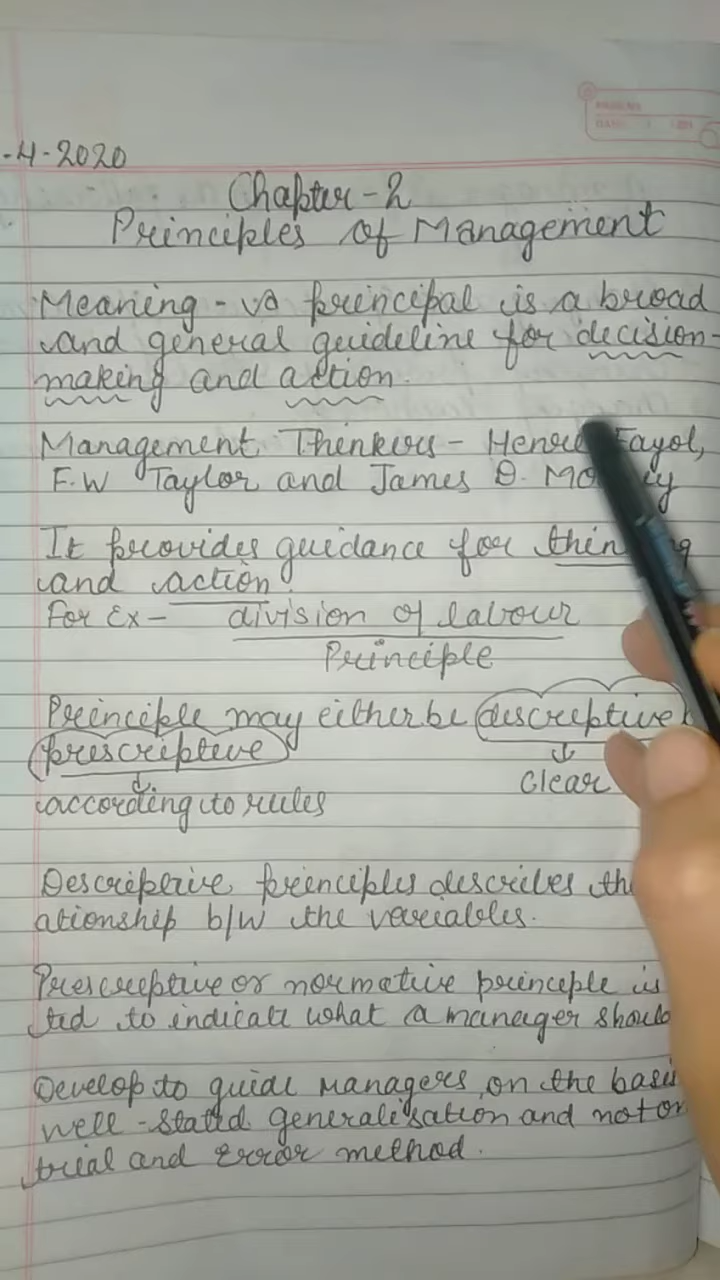 -4-2020
Chapter-2
Principles of Management
Meaning - a principal is a broad
and general guideline for decision-
making and action.
Management Thinkers - Henri Fayol,
F.W Taylor and James D.
It provides guidance for
and action.
For Ex- division of labour
Principle
Principle may either be descriptive
prescriptive
clear
according to rules
Descriptive principles describes
ationship b/w the variables.
Prescriptive or normative principle is
ted to indicate what a manager should
Develop to guide managers, on the
well-stated generalisation and not on
trial and Error method.